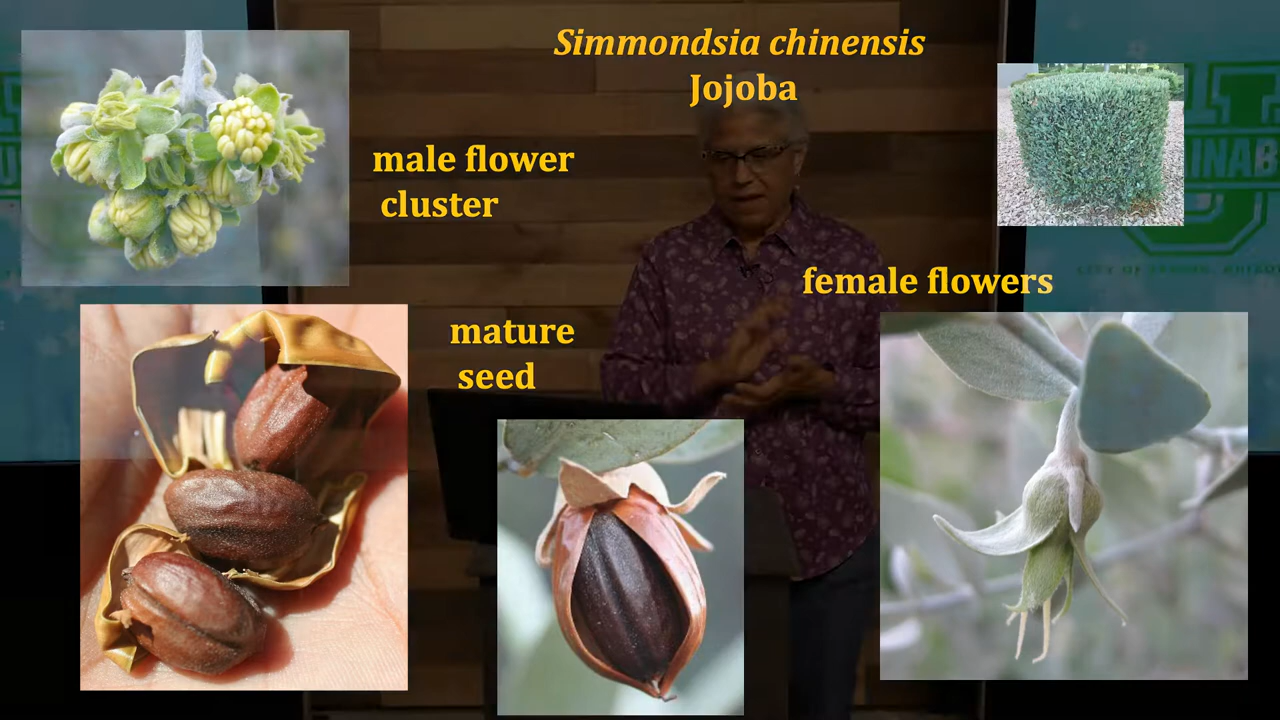 Simmondsia chinensis
Jojoba
male flower
cluster
female flowers
mature
seed